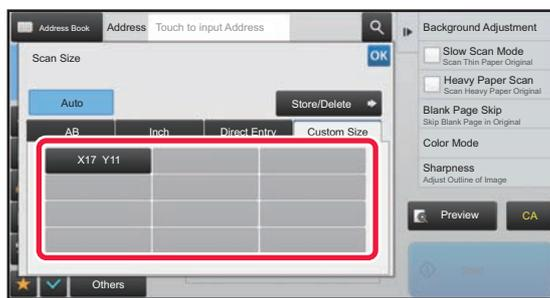 Address Book
Address
Touch to input Address
Scan Size
OK
Auto
Store/Delete
AB
Inch
Direct Entry
Custom Size
X17 Y11
Others
Background Adjustment
Slow Scan Mode
Scan Thin Paper Original
Heavy Paper Scan
Scan Heavy Paper Original
Blank Page Skip
Skip Blank Page in Original
Color Mode
Sharpness
Adjust Outline of Image
Preview
CA
Start